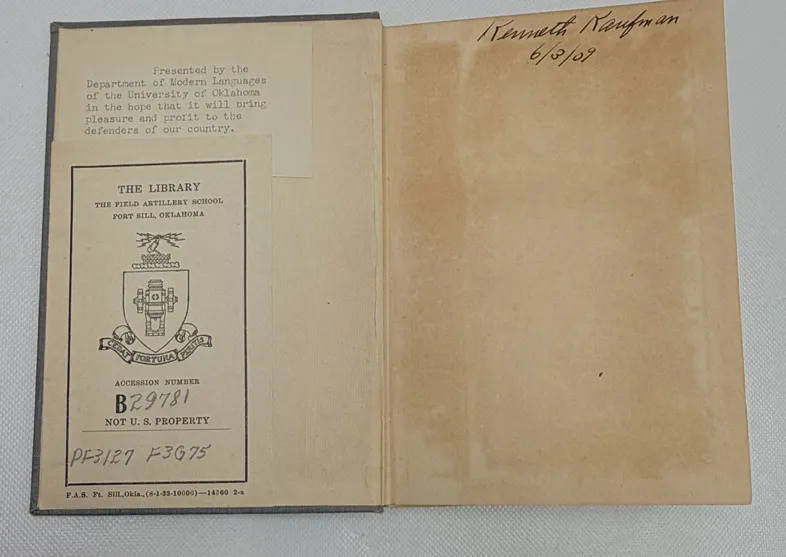 Presented by the
Department of Modern Languages
of the University of Oklahoma
in the hope that it will bring
pleasure and profit to the
defenders of our country.
THE LIBRARY
THE FIELD ARTILLERY SCHOOL
FORT SILL, OKLAHOMA
CEDAT FORTUNA PERITIS
ACCESSION NUMBER
B29781
NOT U. S. PROPERTY
PF3127 F3G75
F.A.S. Ft. Sill,Okla.,(8-1-33-10000)—14360 2-a
Kenneth Kaufman
6/3/09